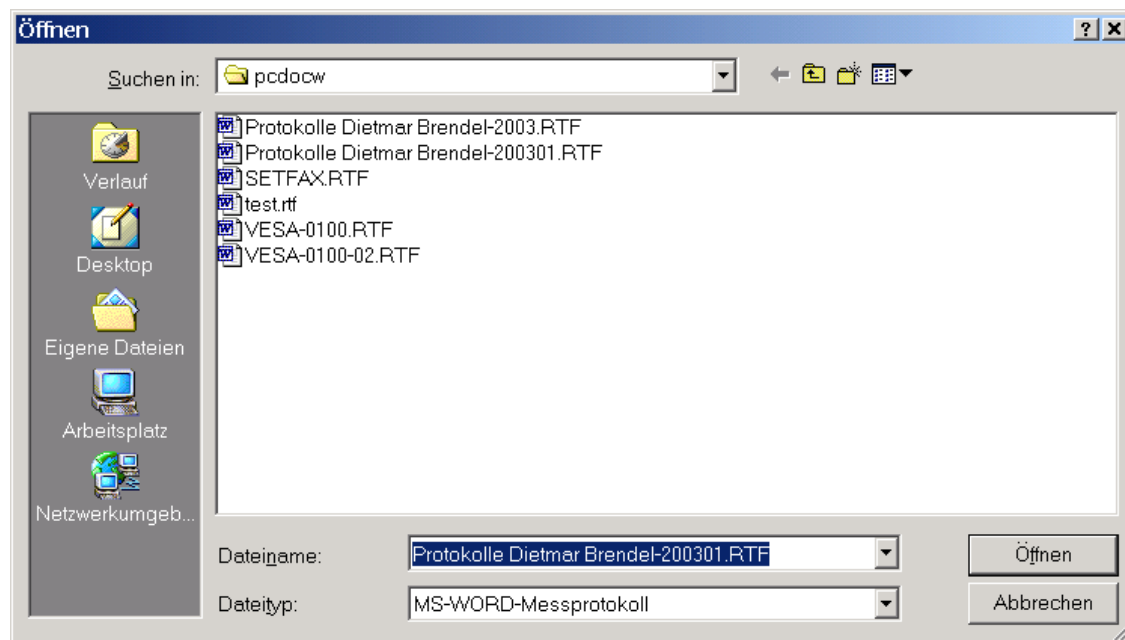 Öffnen
Suchen in: pcdocw
Verlauf
Desktop
Eigene Dateien
Arbeitsplatz
Netzwerkumgeb...
Protokolle Dietmar Brendel-2003.RTF
Protokolle Dietmar Brendel-200301.RTF
SETFAX.RTF
test.rtf
VESA-0100.RTF
VESA-0100-02.RTF
Dateiname: Protokolle Dietmar Brendel-200301.RTF Öffnen
Dateityp: MS-WORD-Messprotokoll Abbrechen